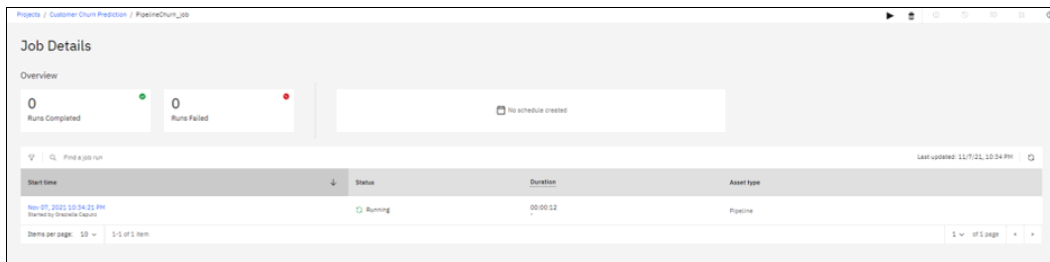 Projects / Customer Churn Prediction / PipelineChurn_job
Job Details
Overview
0
Runs Completed
0
Runs Failed
No schedule created
Find a job run
Last updated: 11/7/21, 10:34 PM
Start time Status Duration Asset type
Nov 07, 2021 10:34:21 PM Running 00:00:12 Pipeline
Started by Graziella Caputo -
Items per page: 10 1-1 of 1 item 1 of 1 page